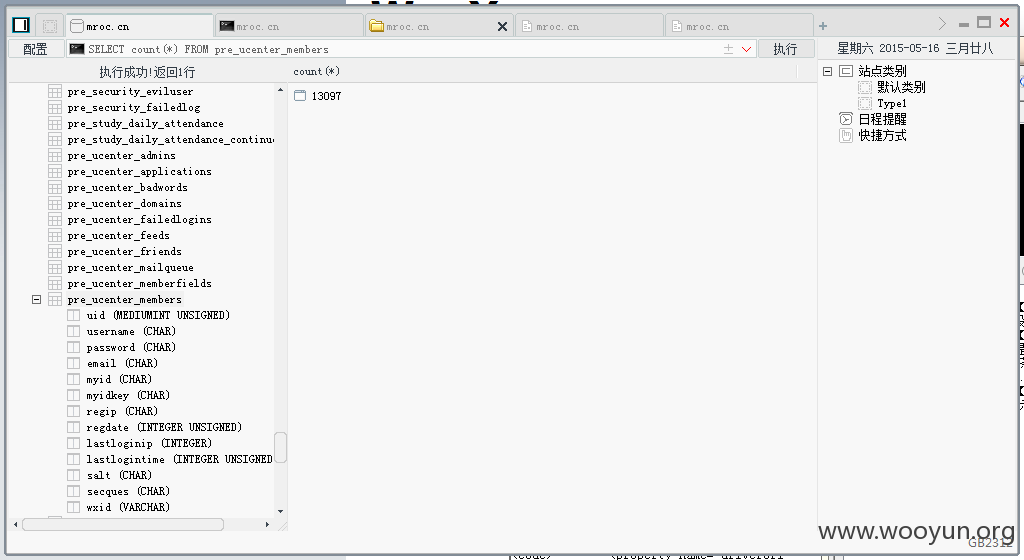 mroc.cn
mroc.cn
mroc.cn
mroc.cn
mroc.cn
配置
SELECT count(*) FROM pre_ucenter_members
执行
星期六 2015-05-16 三月廿八
执行成功!返回1行
count(*)
13097
pre_security_eviluser
pre_security_failedlog
pre_study_daily_attendance
pre_study_daily_attendance_continue
pre_ucenter_admins
pre_ucenter_applications
pre_ucenter_badwords
pre_ucenter_domains
pre_ucenter_failedlogins
pre_ucenter_feeds
pre_ucenter_friends
pre_ucenter_mailqueue
pre_ucenter_memberfields
pre_ucenter_members
uid (MEDIUMINT UNSIGNED)
username (CHAR)
password (CHAR)
email (CHAR)
myid (CHAR)
myidkey (CHAR)
regip (CHAR)
regdate (INTEGER UNSIGNED)
lastloginip (INTEGER)
lastlogintime (INTEGER UNSIGNED
salt (CHAR)
secques (CHAR)
wxid (VARCHAR)
站点类别
默认类别
Type1
日程提醒
快捷方式
www.wooyun.org
GB2312